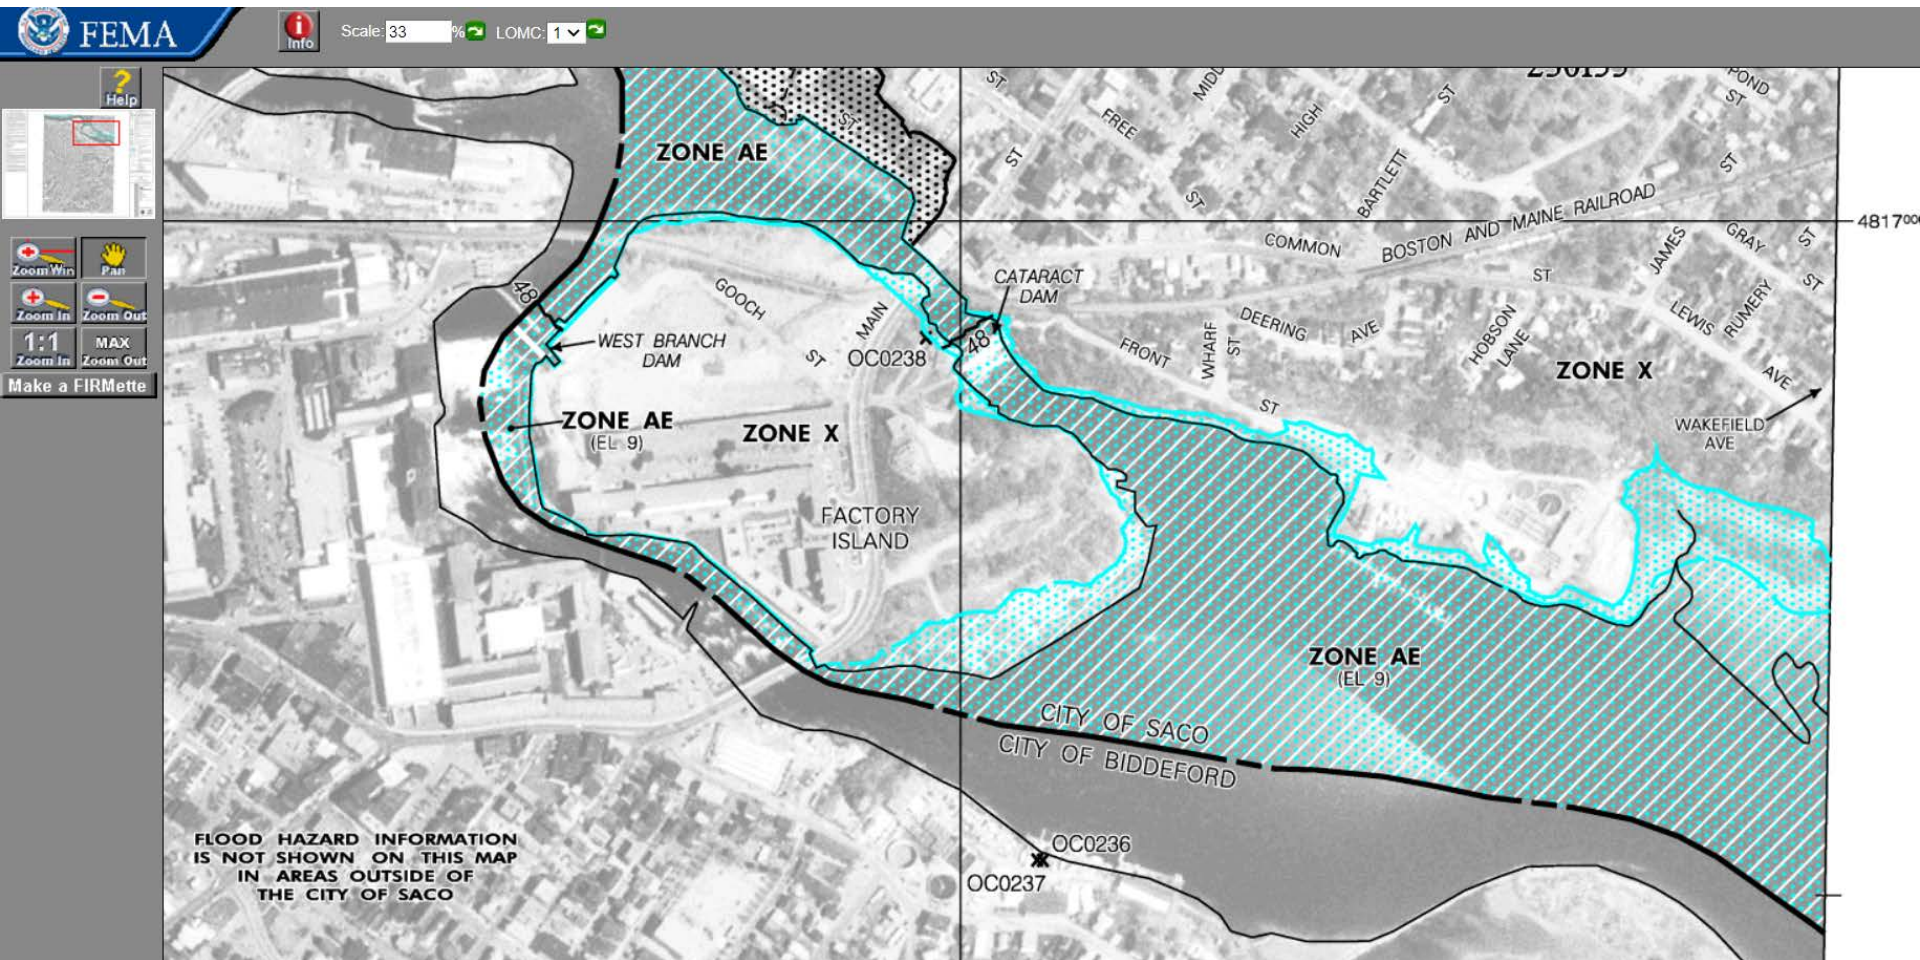 FEMA
Info
Scale: 33 %
LOMC: 1
?
Help
Zoom Win
Pan
Zoom In
Zoom Out
1:1
Zoom In
MAX
Zoom Out
Make a FIRMette
ST
MIDD
ST
POND
ST
ST
FREE
HIGH
ZONE AE
ST
ST
BARTLETT
ST
BOSTON AND MAINE RAILROAD
4817000
COMMON
JAMES
GRAY
ST
ST
ST
48
GOOCH
MAIN
CATARACT
DAM
LEWIS
RUMERY
WEST BRANCH
DAM
ST
OC0238
48
FRONT
WHARF
ST
DEERING
AVE
HOBSON
LANE
ZONE X
AVE
ST
WAKEFIELD
AVE
ZONE AE
(EL 9)
ZONE X
FACTORY
ISLAND
ZONE AE
(EL 9)
CITY OF SACO
CITY OF BIDDEFORD
FLOOD HAZARD INFORMATION
IS NOT SHOWN ON THIS MAP
IN AREAS OUTSIDE OF
THE CITY OF SACO
OC0236
OC0237